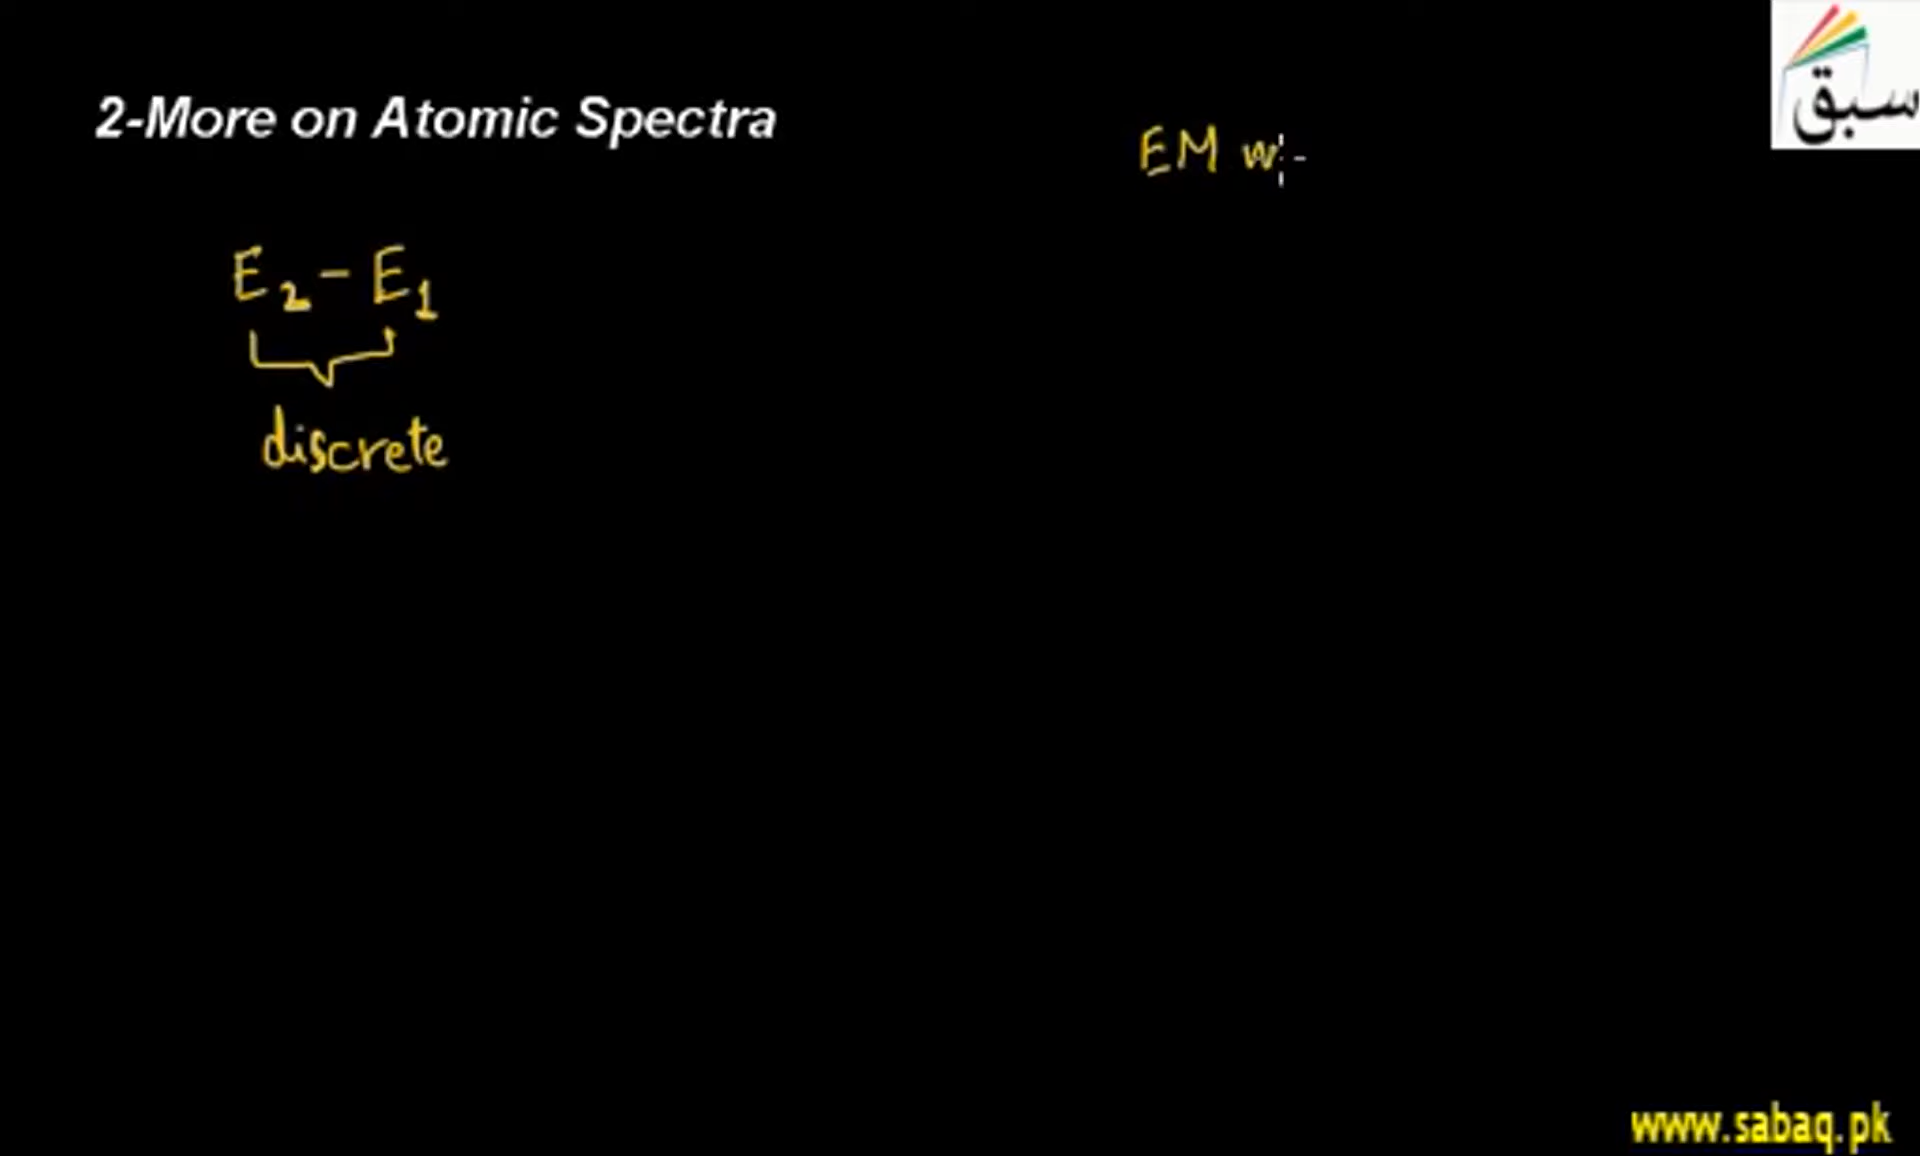 سبق
2-More on Atomic Spectra
EM w
E₂ - E₁
discrete
www.sabaq.pk